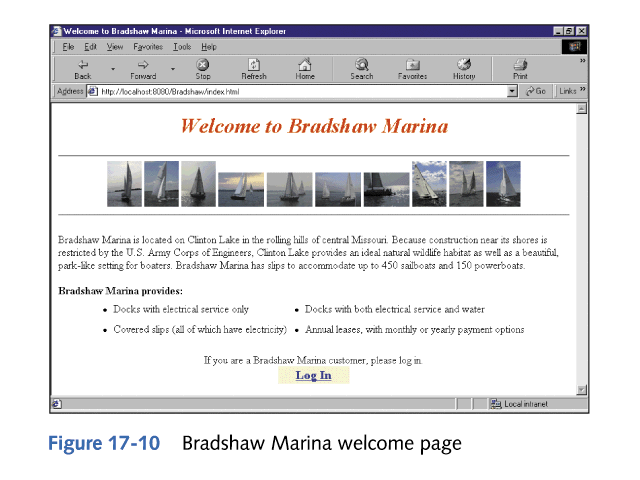 Welcome to Bradshaw Marina - Microsoft Internet Explorer
File Edit View Favorites Tools Help
Back Forward Stop Refresh Home Search Favorites History Print »
Address http://localhost:8080/Bradshaw/index.html Go Links »
Welcome to Bradshaw Marina
Bradshaw Marina is located on Clinton Lake in the rolling hills of central Missouri. Because construction near its shores is
restricted by the U.S. Army Corps of Engineers, Clinton Lake provides an ideal natural wildlife habitat as well as a beautiful,
park-like setting for boaters. Bradshaw Marina has slips to accommodate up to 450 sailboats and 150 powerboats.
Bradshaw Marina provides:
• Docks with electrical service only • Docks with both electrical service and water
• Covered slips (all of which have electricity) • Annual leases, with monthly or yearly payment options
If you are a Bradshaw Marina customer, please log in.
Log In
Local intranet
Figure 17-10 Bradshaw Marina welcome page